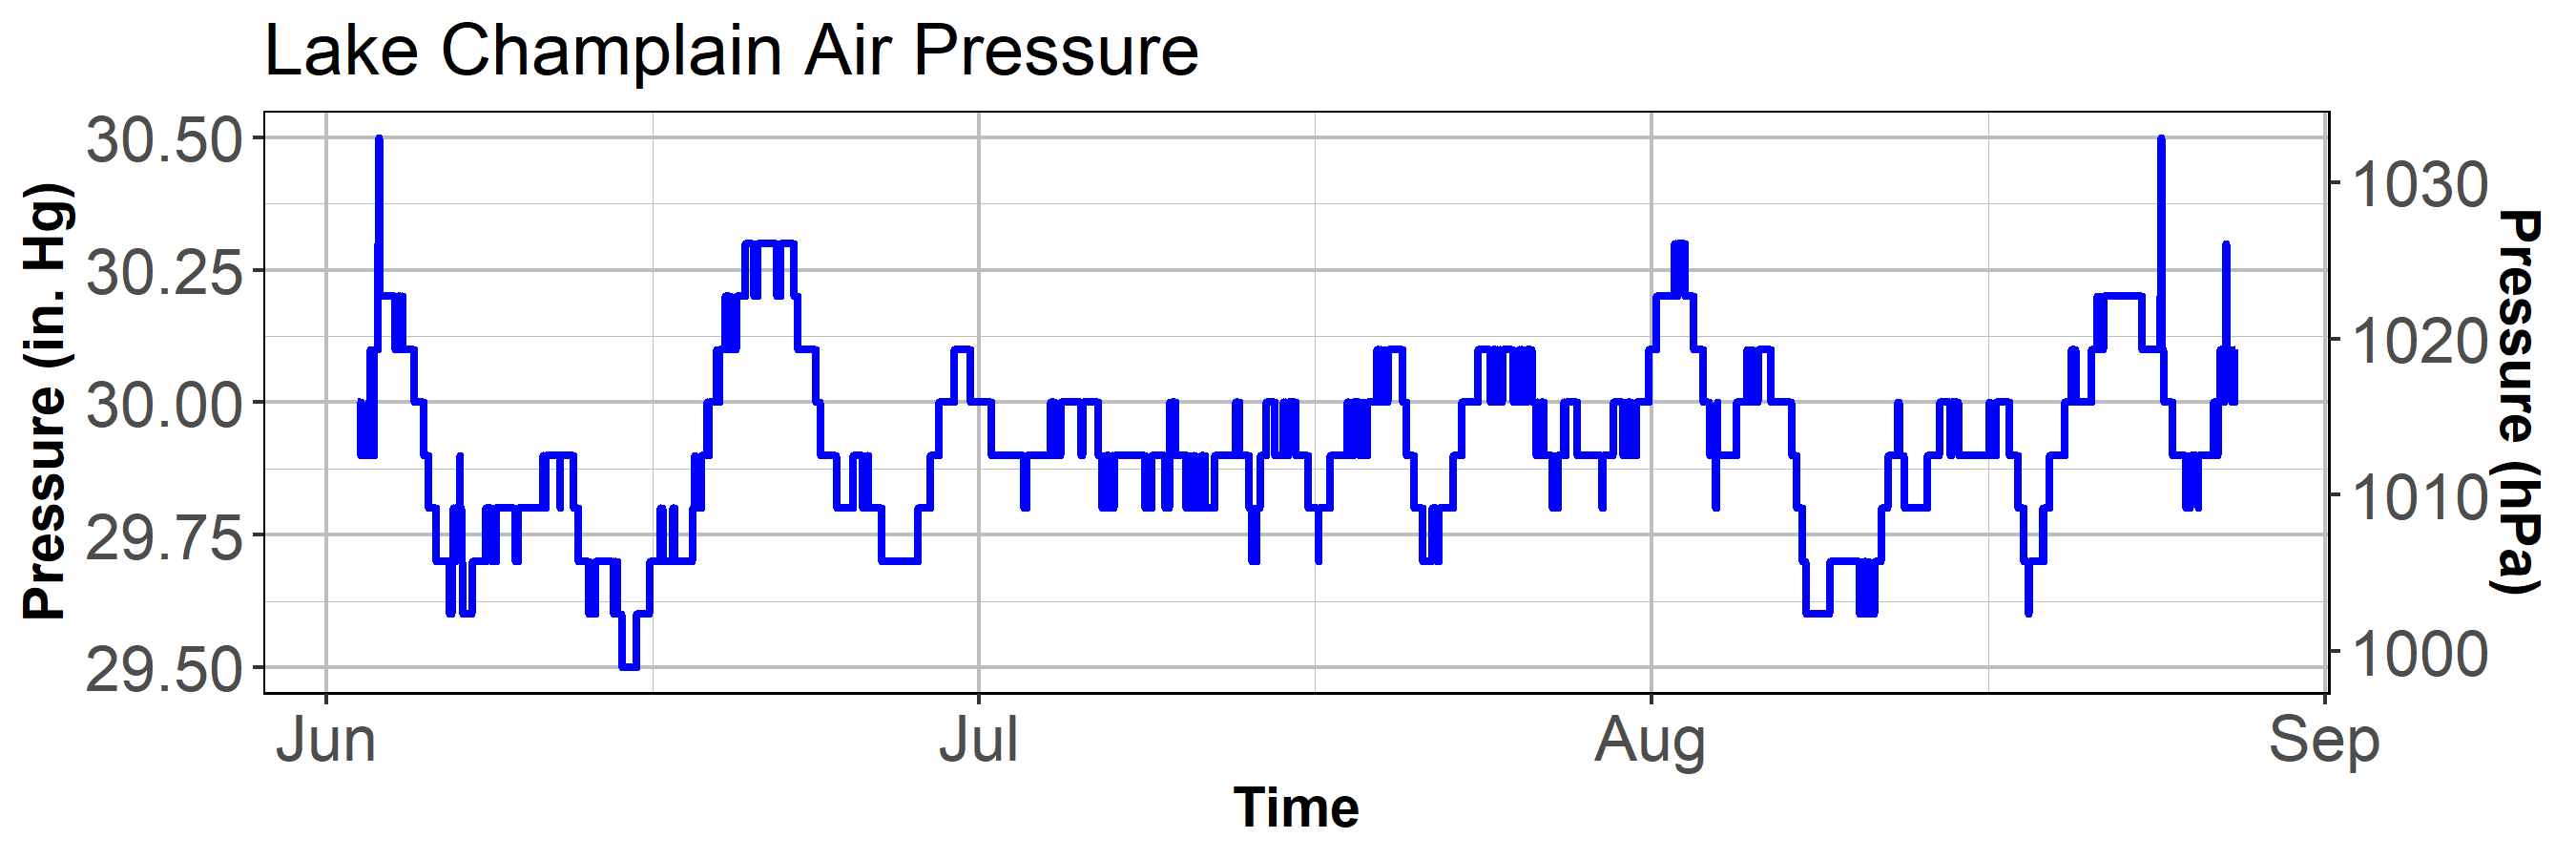 Lake Champlain Air Pressure
30.50
30.25
30.00
29.75
29.50
Pressure (in. Hg)
1030
1020
1010
1000
Pressure (hPa)
Jun
Jul
Aug
Sep
Time